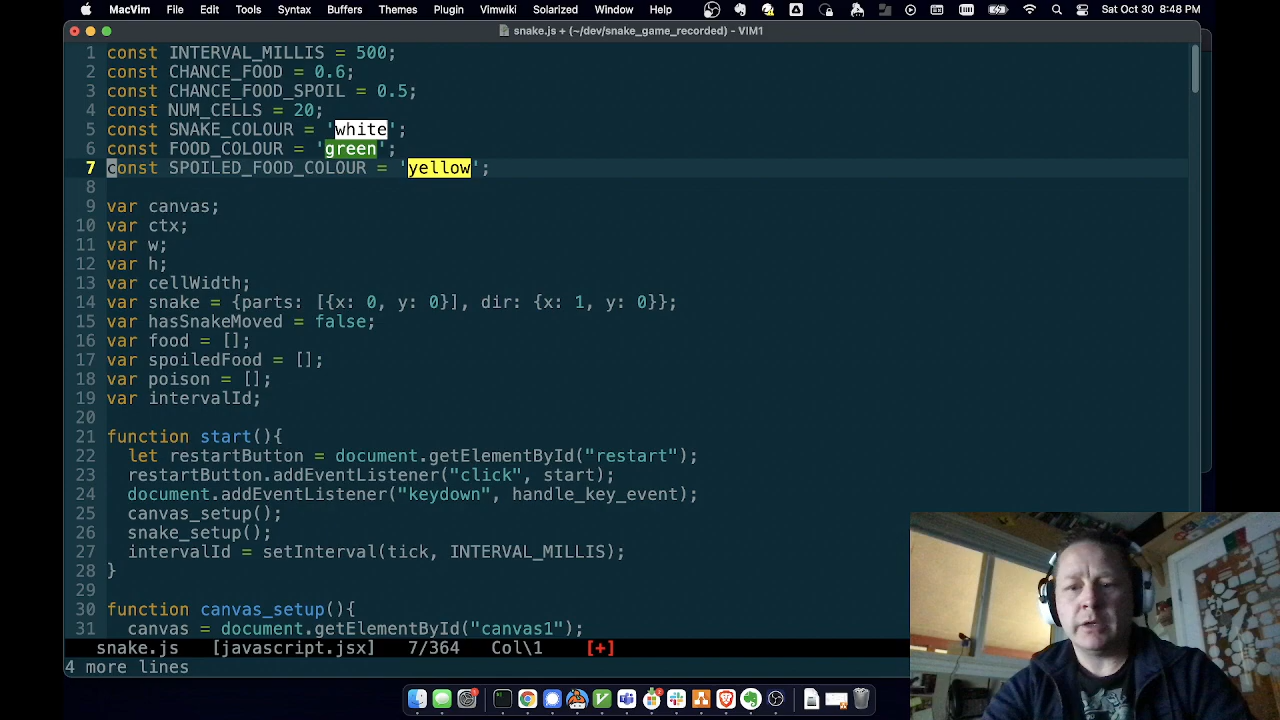 MacVim File Edit Tools Syntax Buffers Themes Plugin Vimwiki Solarized Window Help Sat Oct 30 8:48 PM
snake.js + (~/dev/snake_game_recorded) - VIM1
1 const INTERVAL_MILLIS = 500;
2 const CHANCE_FOOD = 0.6;
3 const CHANCE_FOOD_SPOIL = 0.5;
4 const NUM_CELLS = 20;
5 const SNAKE_COLOUR = 'white';
6 const FOOD_COLOUR = 'green';
7 const SPOILED_FOOD_COLOUR = 'yellow';
8
9 var canvas;
10 var ctx;
11 var w;
12 var h;
13 var cellWidth;
14 var snake = {parts: [{x: 0, y: 0}], dir: {x: 1, y: 0}};
15 var hasSnakeMoved = false;
16 var food = [];
17 var spoiledFood = [];
18 var poison = [];
19 var intervalId;
20
21 function start(){
22 let restartButton = document.getElementById("restart");
23 restartButton.addEventListener("click", start);
24 document.addEventListener("keydown", handle_key_event);
25 canvas_setup();
26 snake_setup();
27 intervalId = setInterval(tick, INTERVAL_MILLIS);
28 }
29
30 function canvas_setup(){
31 canvas = document.getElementById("canvas1");
snake.js [javascript.jsx] 7/364 Col\1 [+]
4 more lines